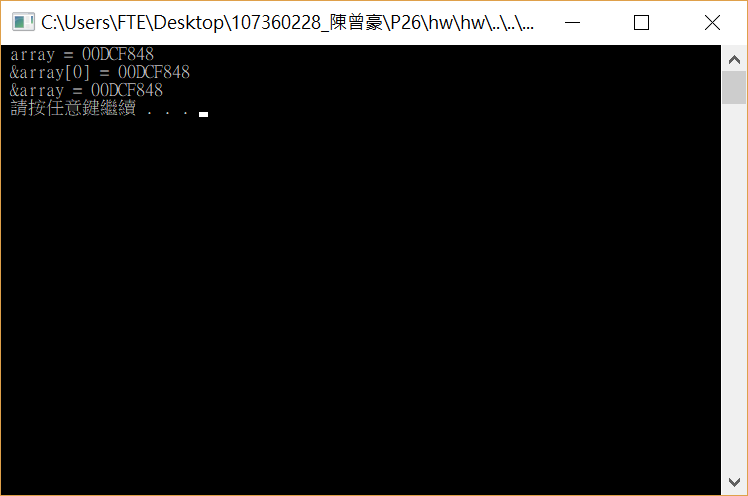 C:\Users\FTE\Desktop\107360228_陳曾豪\P26\hw\hw\..\..\...
array = 00DCF848
&array[0] = 00DCF848
&array = 00DCF848
請按任意鍵繼續 . . .